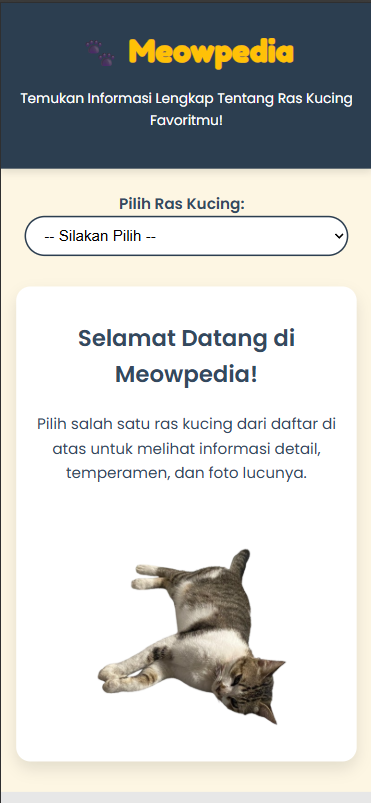 Meowpedia
Temukan Informasi Lengkap Tentang Ras Kucing
Favoritmu!
Pilih Ras Kucing:
-- Silakan Pilih --
Selamat Datang di
Meowpedia!
Pilih salah satu ras kucing dari daftar di
atas untuk melihat informasi detail,
temperamen, dan foto lucunya.